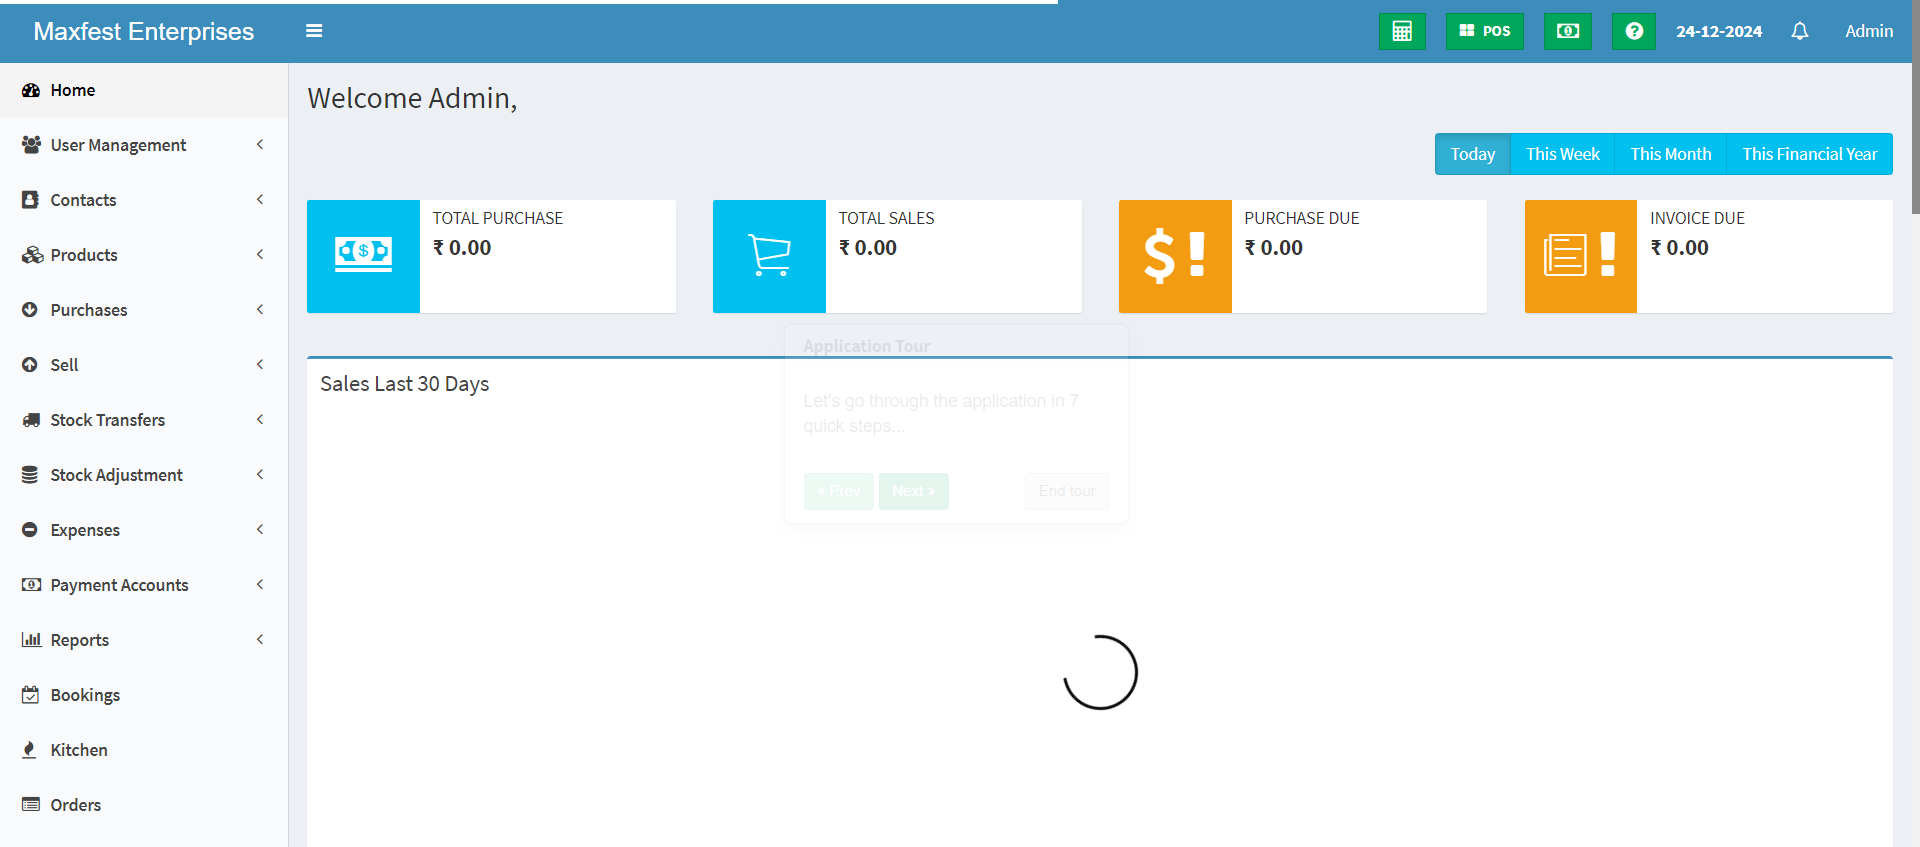 Maxfest Enterprises
POS
24-12-2024
Admin
Home
User Management
Contacts
Products
Purchases
Sell
Stock Transfers
Stock Adjustment
Expenses
Payment Accounts
Reports
Bookings
Kitchen
Orders
Welcome Admin,
Today This Week This Month This Financial Year
TOTAL PURCHASE
₹ 0.00
TOTAL SALES
₹ 0.00
PURCHASE DUE
₹ 0.00
INVOICE DUE
₹ 0.00
Application Tour
Let's go through the application in 7
quick steps...
« Prev Next » End tour
Sales Last 30 Days